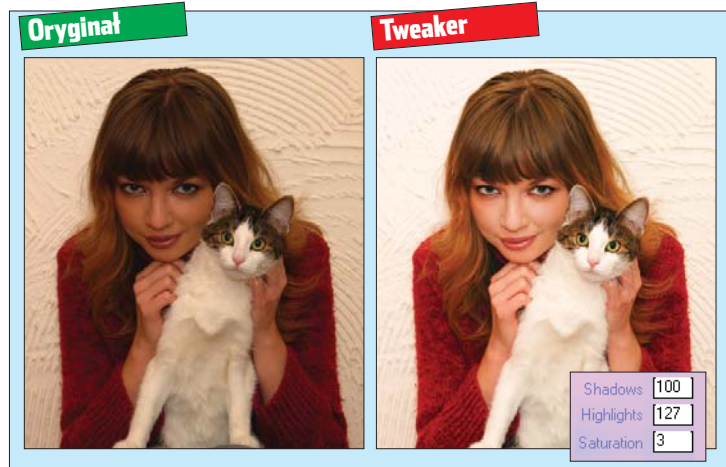 Oryginał
Tweaker
Shadows 100
Highlights 127
Saturation 3